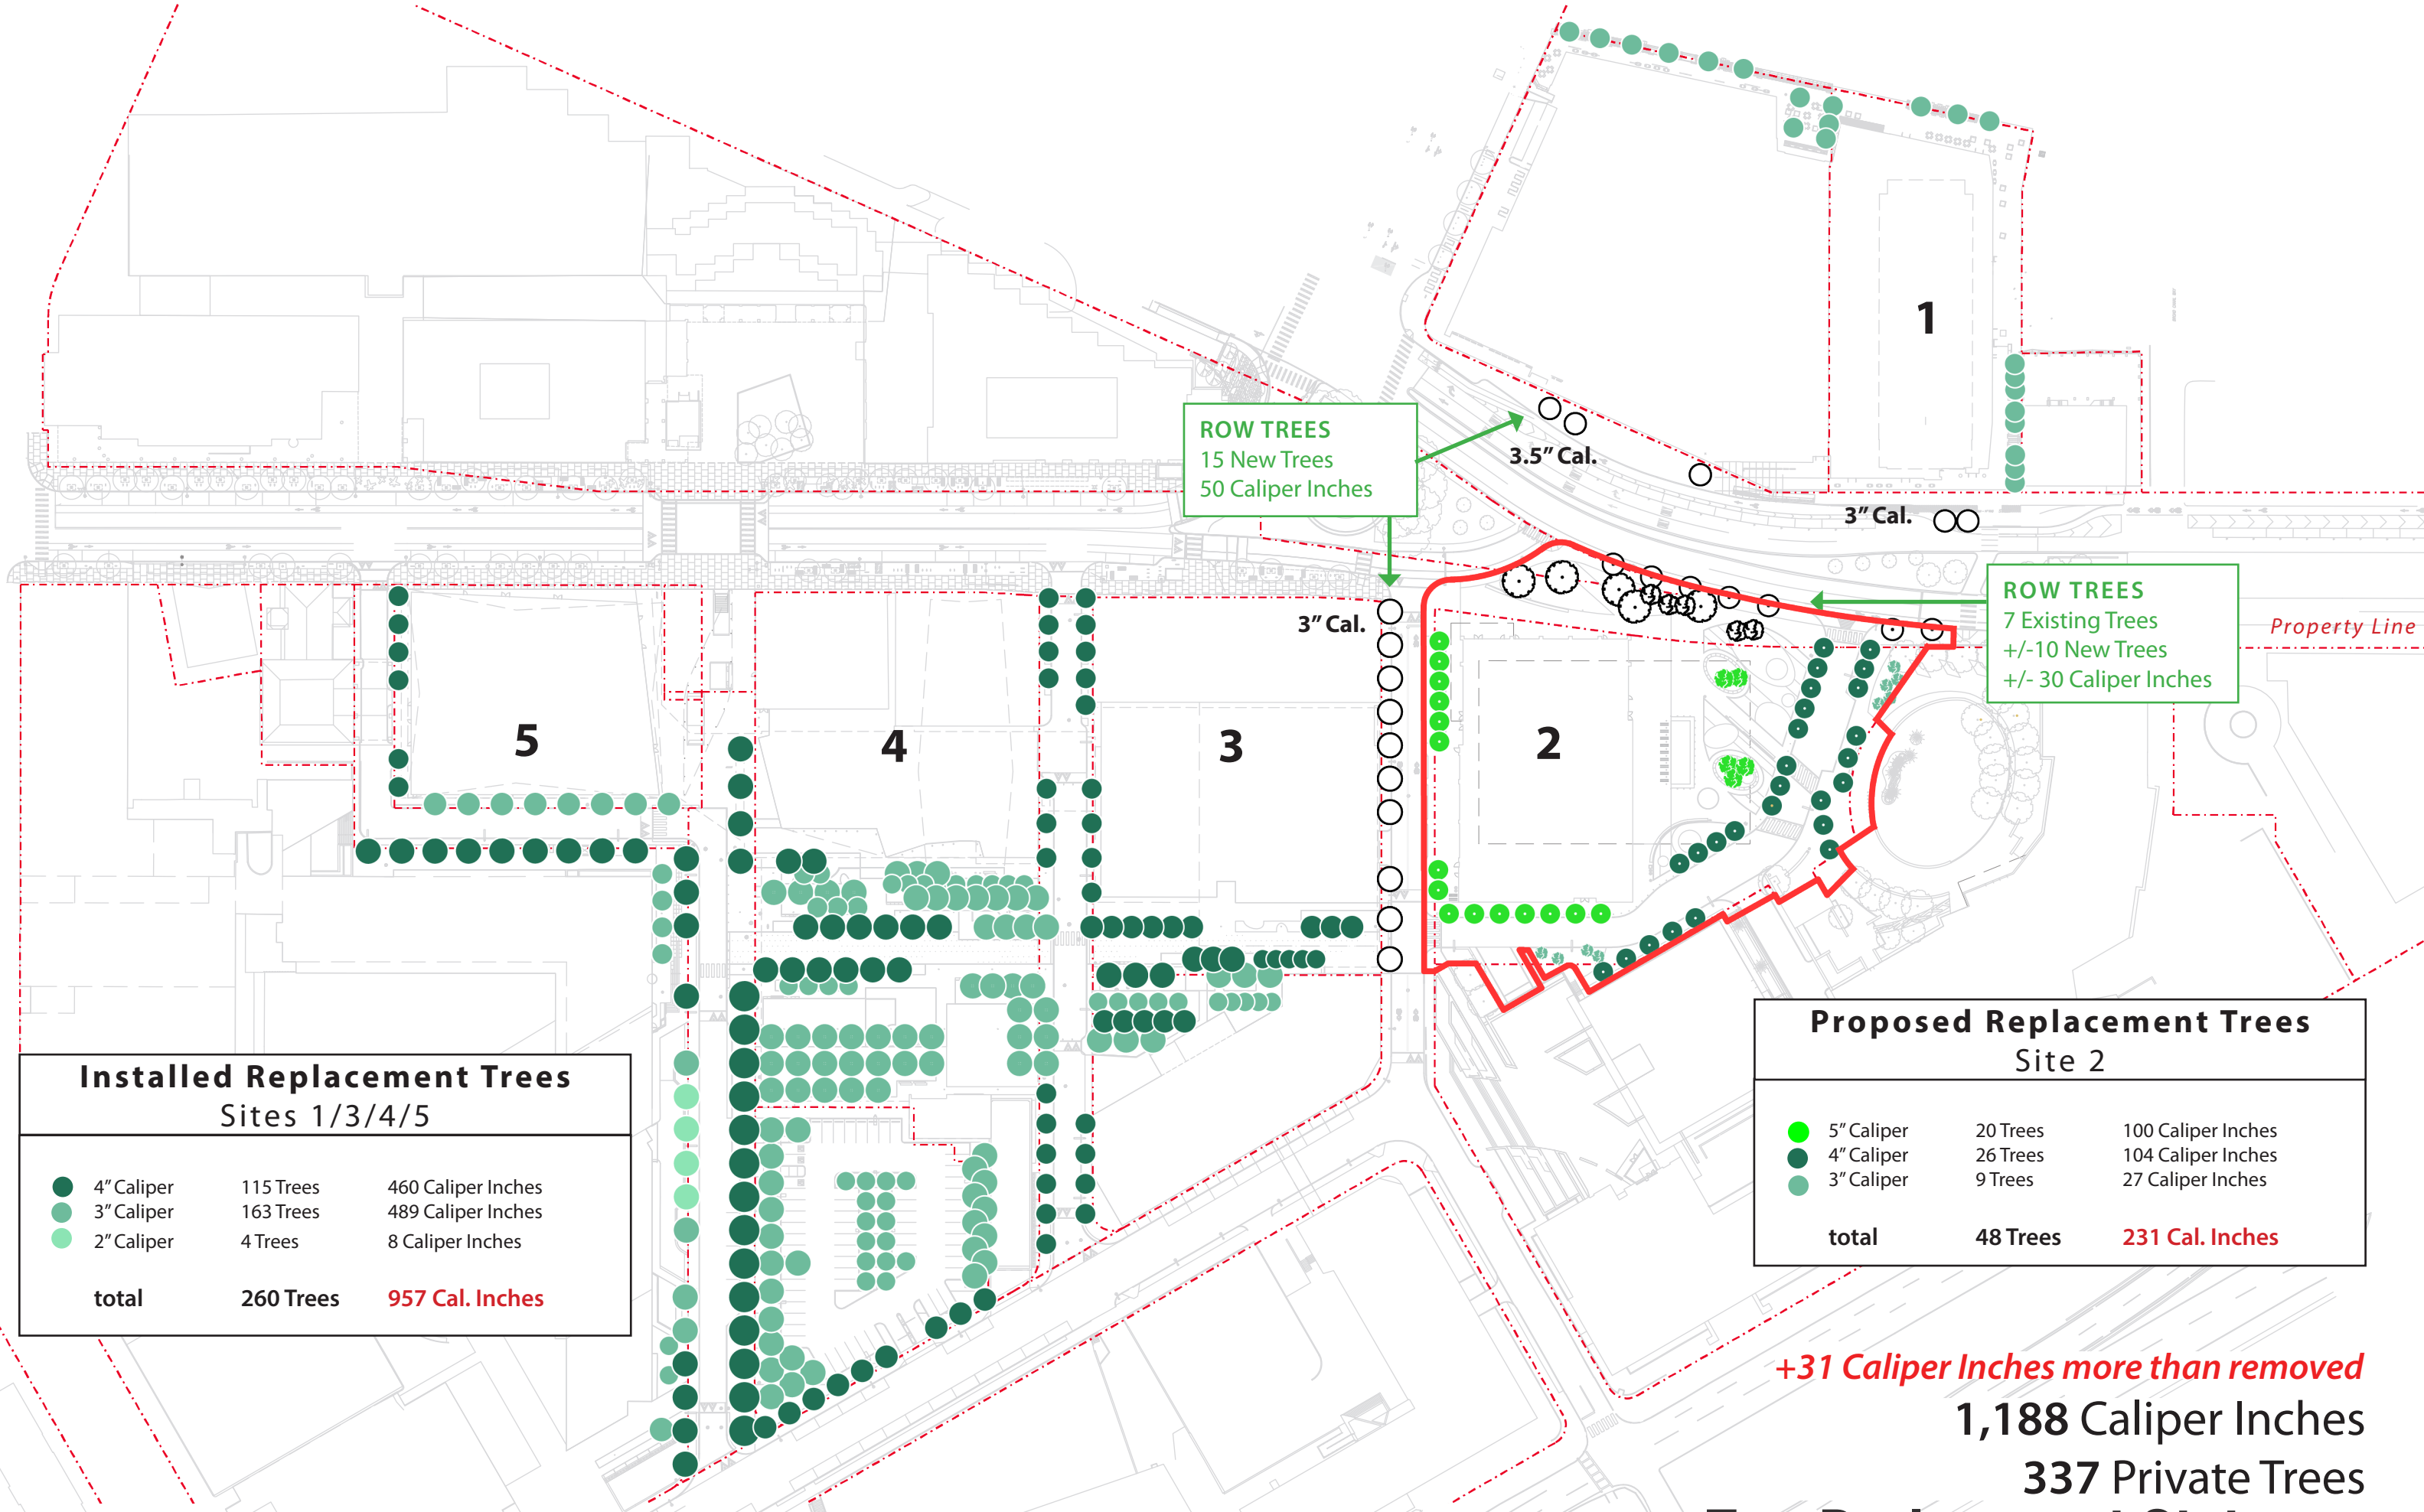 1
ROW TREES
15 New Trees
50 Caliper Inches
3.5” Cal.
3” Cal.
ROW TREES
7 Existing Trees
+/-10 New Trees
+/- 30 Caliper Inches
Property Line
3” Cal.
5
4
3
2
Installed Replacement Trees
Sites 1/3/4/5
4” Caliper 115 Trees 460 Caliper Inches
3” Caliper 163 Trees 489 Caliper Inches
2” Caliper 4 Trees 8 Caliper Inches
total 260 Trees 957 Cal. Inches
Proposed Replacement Trees
Site 2
5” Caliper 20 Trees 100 Caliper Inches
4” Caliper 26 Trees 104 Caliper Inches
3” Caliper 9 Trees 27 Caliper Inches
total 48 Trees 231 Cal. Inches
+31 Caliper Inches more than removed
1,188 Caliper Inches
337 Private Trees